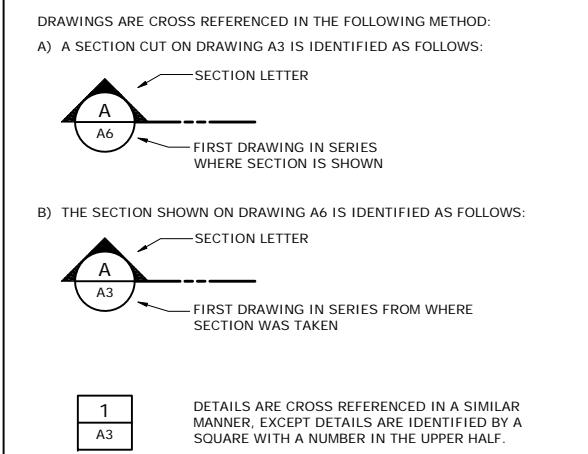 DRAWINGS ARE CROSS REFERENCED IN THE FOLLOWING METHOD:
A) A SECTION CUT ON DRAWING A3 IS IDENTIFIED AS FOLLOWS:
SECTION LETTER
A
A6
FIRST DRAWING IN SERIES
WHERE SECTION IS SHOWN
B) THE SECTION SHOWN ON DRAWING A6 IS IDENTIFIED AS FOLLOWS:
SECTION LETTER
A
A3
FIRST DRAWING IN SERIES FROM WHERE
SECTION WAS TAKEN
1
A3
DETAILS ARE CROSS REFERENCED IN A SIMILAR
MANNER, EXCEPT DETAILS ARE IDENTIFIED BY A
SQUARE WITH A NUMBER IN THE UPPER HALF.